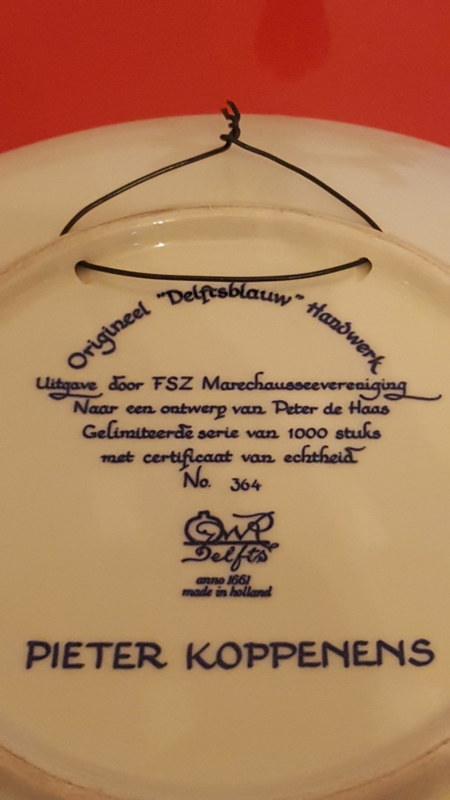 Origineel "Delftsblauw" Handwerk
Uitgave door FSZ Marechausseevereniging
Naar een ontwerp van Peter de Haas
Gelimiteerde serie van 1000 stuks
met certificaat van echtheid
No. 364
Delfts
anno 1661
made in holland
PIETER KOPPENENS